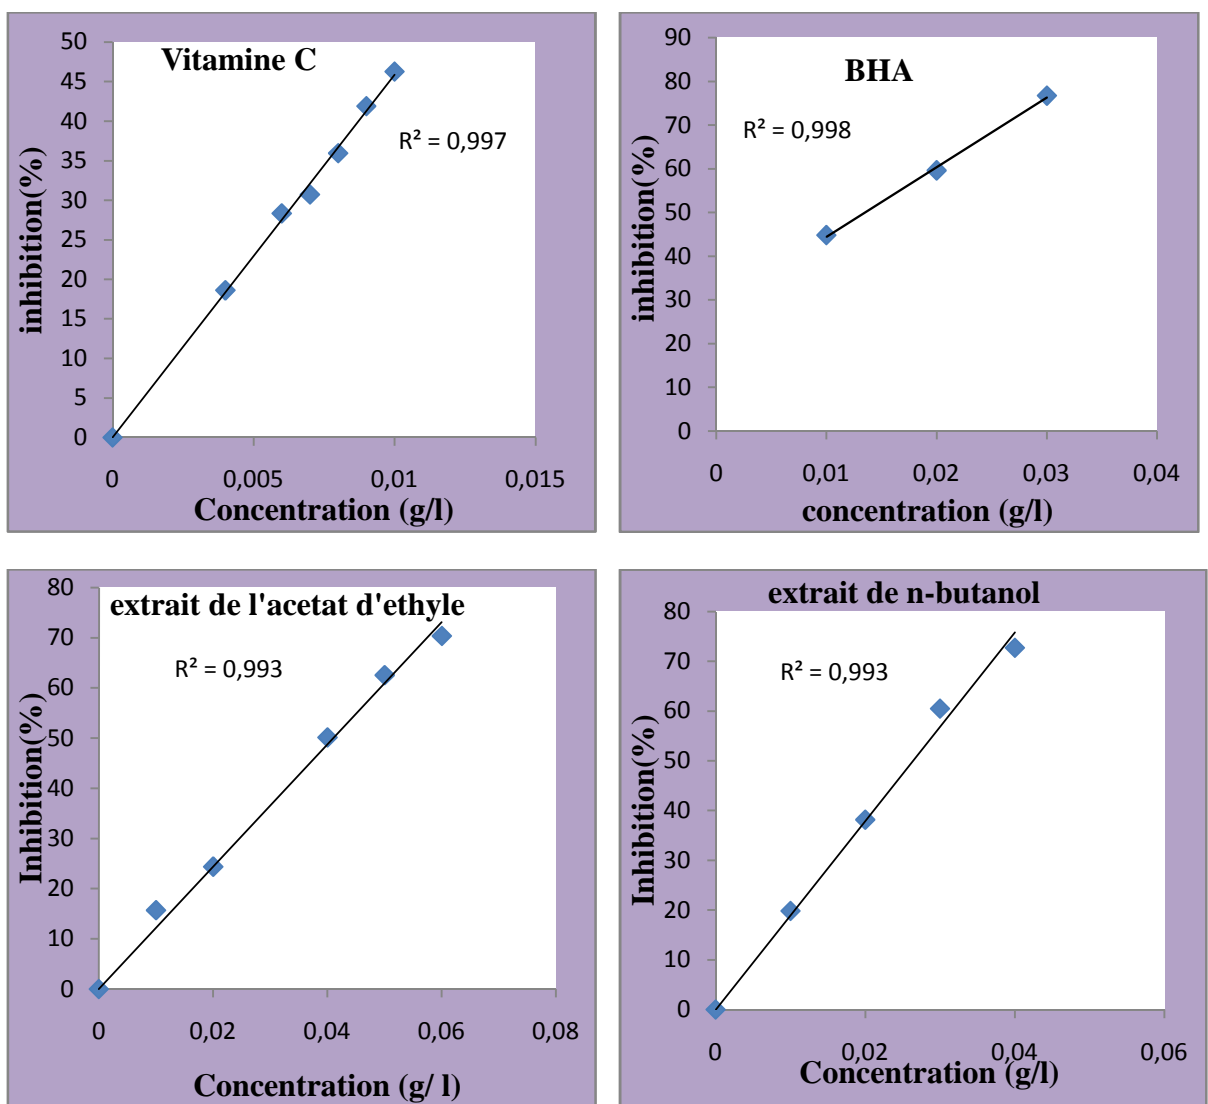 Vitamine C
R² = 0,997
inhibition(%)
50
45
40
35
30
25
20
15
10
5
0
0 0,005 0,01 0,015
Concentration (g/l)
BHA
R² = 0,998
inhibition(%)
90
80
70
60
50
40
30
20
10
0
0 0,01 0,02 0,03 0,04
concentration (g/l)
extrait de l'acetat d'ethyle
R² = 0,993
Inhibition(%)
80
70
60
50
40
30
20
10
0
0 0,02 0,04 0,06 0,08
Concentration (g/ l)
extrait de n-butanol
R² = 0,993
Inhibition(%)
80
70
60
50
40
30
20
10
0
0 0,02 0,04 0,06
Concentration (g/l)